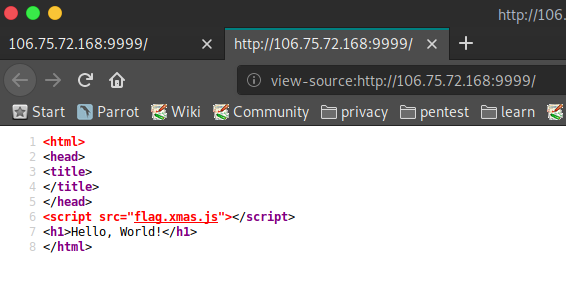 http://106.
106.75.72.168:9999/ × http://106.75.72.168:9999/ × +
view-source:http://106.75.72.168:9999/
Start Parrot Wiki Community privacy pentest learn
1 <html>
2 <head>
3 <title>
4 </title>
5 </head>
6 <script src="flag.xmas.js"></script>
7 <h1>Hello, World!</h1>
8 </html>